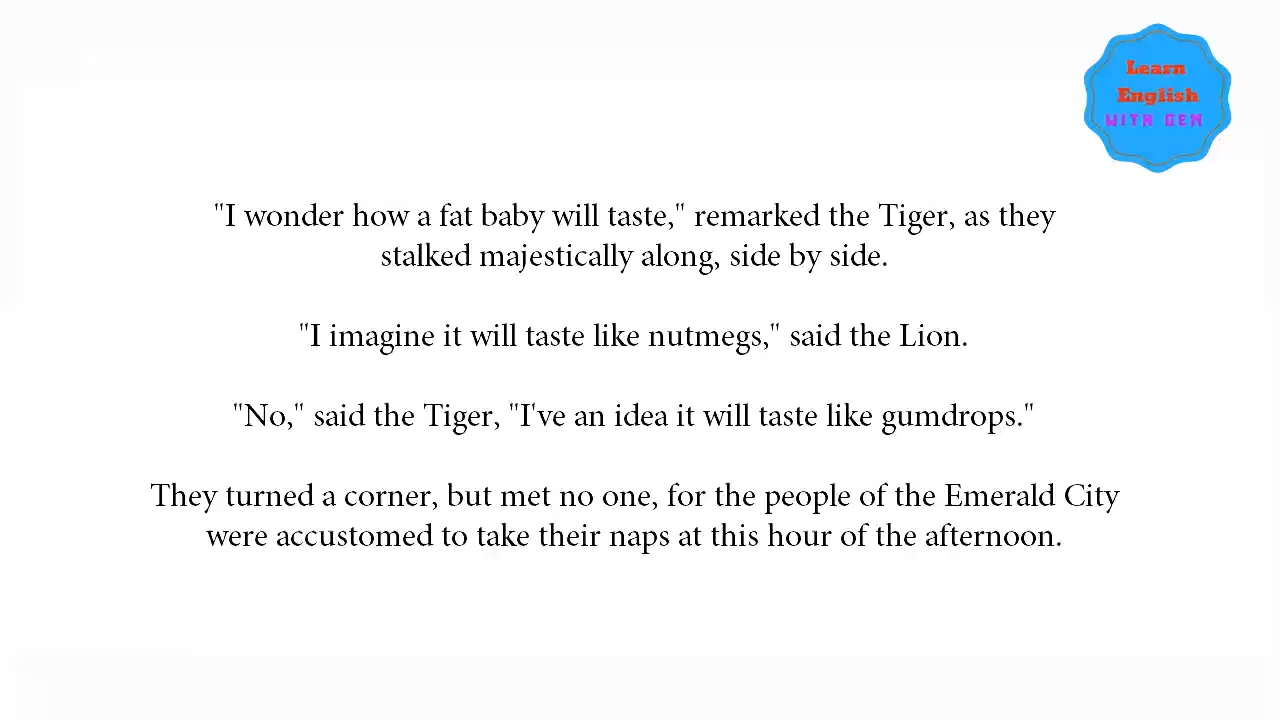 Learn
English
WITH GEM
"I wonder how a fat baby will taste," remarked the Tiger, as they
stalked majestically along, side by side.
"I imagine it will taste like nutmegs," said the Lion.
"No," said the Tiger, "I've an idea it will taste like gumdrops."
They turned a corner, but met no one, for the people of the Emerald City
were accustomed to take their naps at this hour of the afternoon.